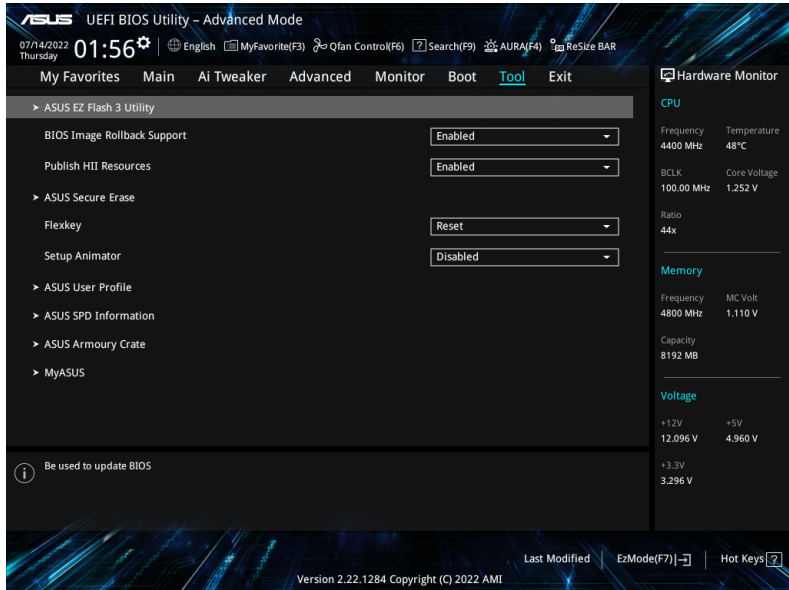 ASUS UEFI BIOS Utility – Advanced Mode
07/14/2022 Thursday 01:56 English MyFavorite(F3) Qfan Control(F6) ? Search(F9) AURA(F4) ReSize BAR
My Favorites Main Ai Tweaker Advanced Monitor Boot Tool Exit
Hardware Monitor
➤ ASUS EZ Flash 3 Utility
BIOS Image Rollback Support Enabled
Publish HII Resources Enabled
➤ ASUS Secure Erase
Flexkey Reset
Setup Animator Disabled
➤ ASUS User Profile
➤ ASUS SPD Information
➤ ASUS Armoury Crate
➤ MyASUS
CPU
Frequency Temperature
4400 MHz 48°C
BCLK Core Voltage
100.00 MHz 1.252 V
Ratio
44x
Memory
Frequency MC Volt
4800 MHz 1.110 V
Capacity
8192 MB
Voltage
+12V +5V
12.096 V 4.960 V
+3.3V
3.296 V
i Be used to update BIOS
Last Modified EzMode(F7) Hot Keys ?
Version 2.22.1284 Copyright (C) 2022 AMI